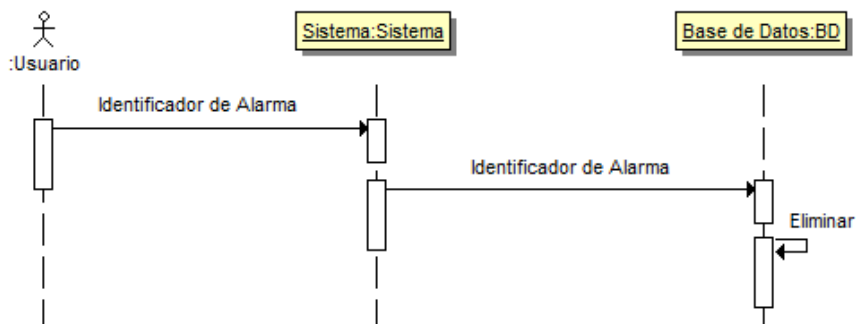 Sistema:Sistema
Base de Datos:BD
:Usuario
Identificador de Alarma
Identificador de Alarma
Eliminar